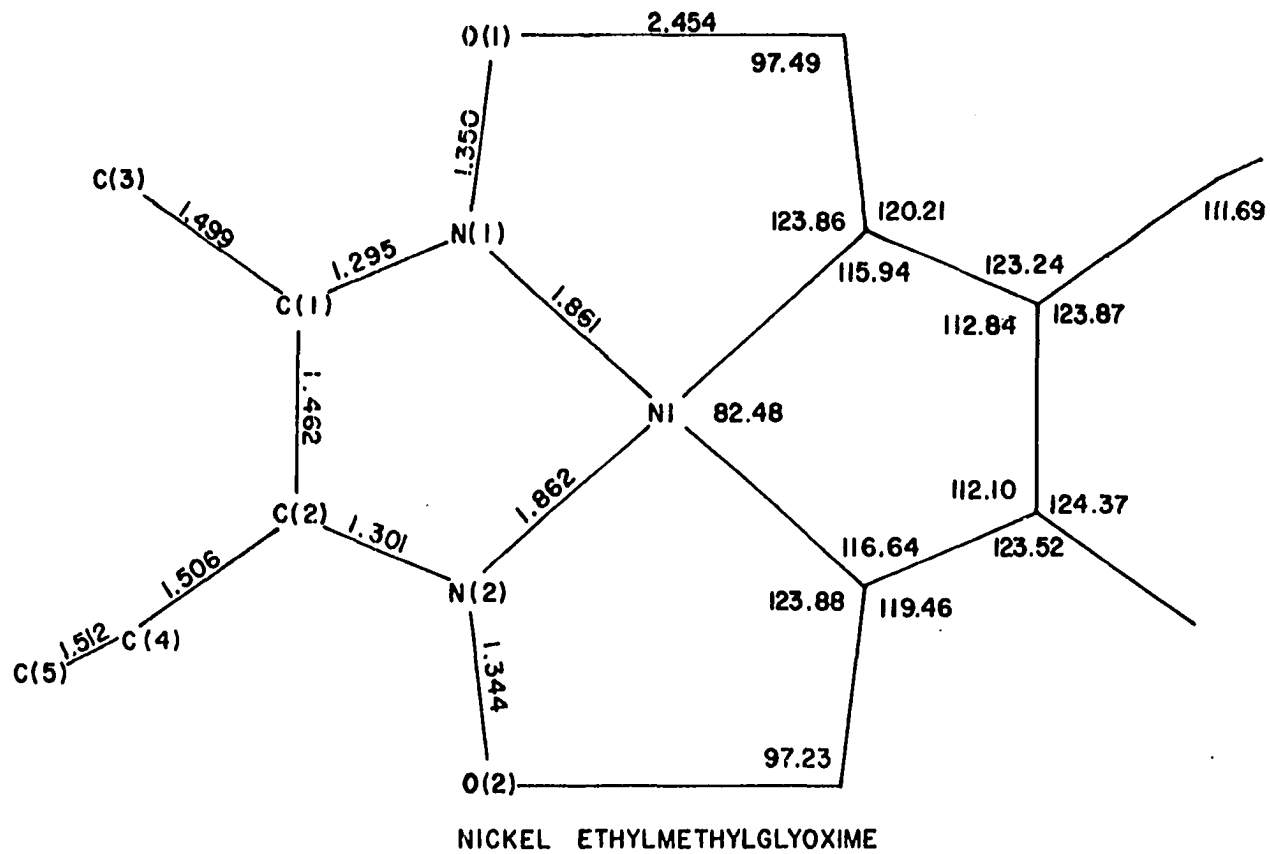 2.454
O(1)
97.49
1.350
C(3)
1.499
N(1)
123.86
120.21
111.69
1.295
115.94
123.24
C(1)
1.861
112.84
123.87
1.462
NI
82.48
1.862
112.10
124.37
C(2)
1.301
116.64
123.52
1.506
N(2)
123.88
119.46
1.512
C(4)
C(5)
1.344
97.23
O(2)
NICKEL ETHYLMETHYLGLYOXIME